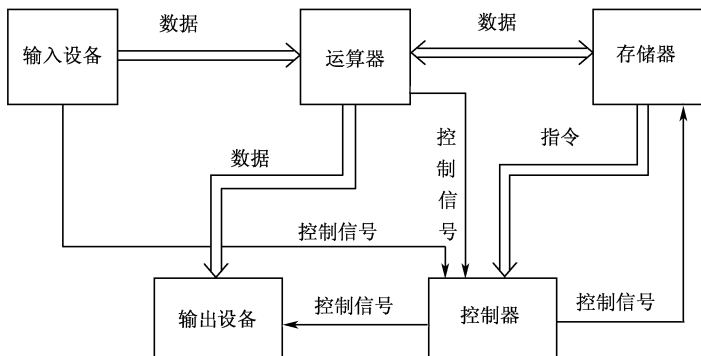 数据
数据
输入设备
运算器
存储器
控制信号
指令
数据
控制信号
输出设备
控制信号
控制器
控制信号